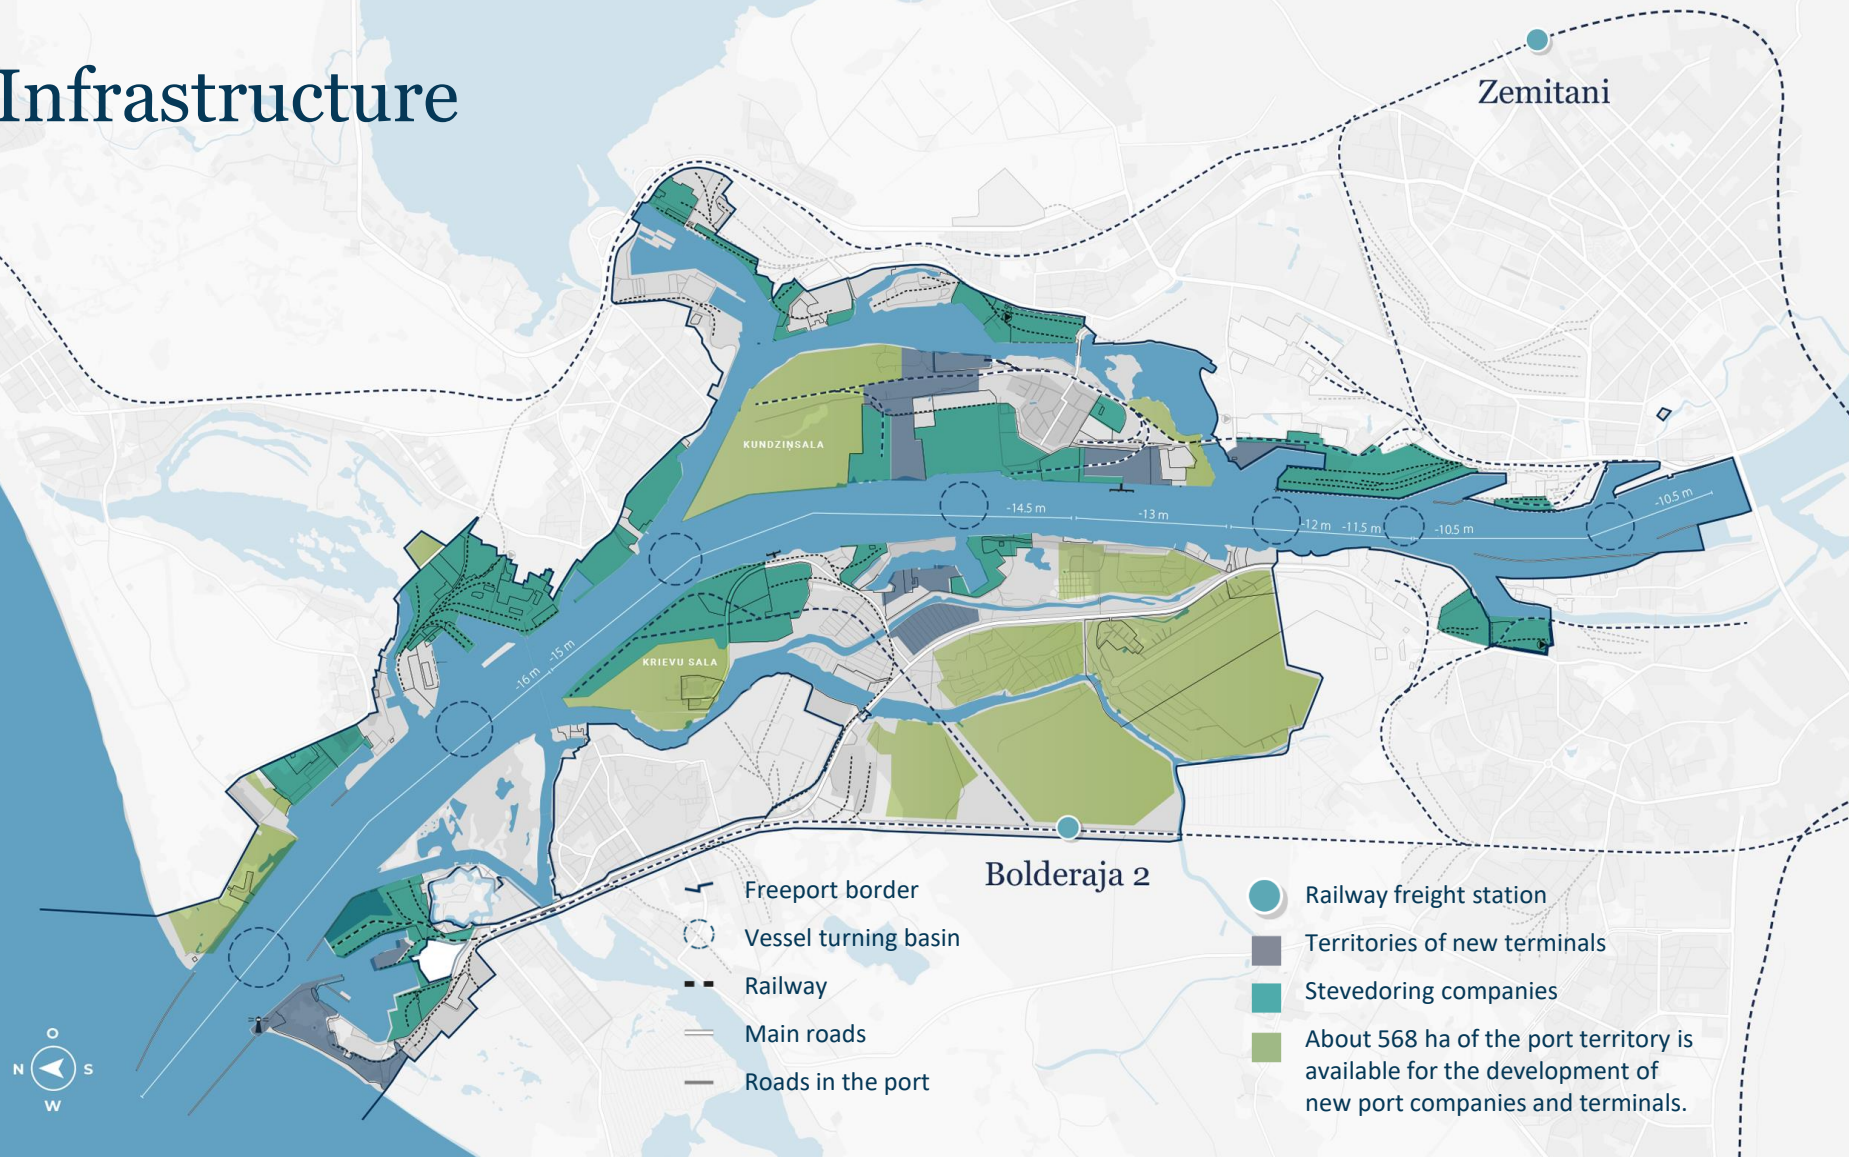 Infrastructure
Zemitani
KUNDZIŅSALA
-14.5 m
-13 m
-12 m
-11.5 m
-10.5 m
-10.5 m
-15 m
-16 m
KRIEVU SALA
Bolderaja 2
Freeport border
Vessel turning basin
Railway
Main roads
Roads in the port
Railway freight station
Territories of new terminals
Stevedoring companies
About 568 ha of the port territory is
available for the development of
new port companies and terminals.
O
N
S
W